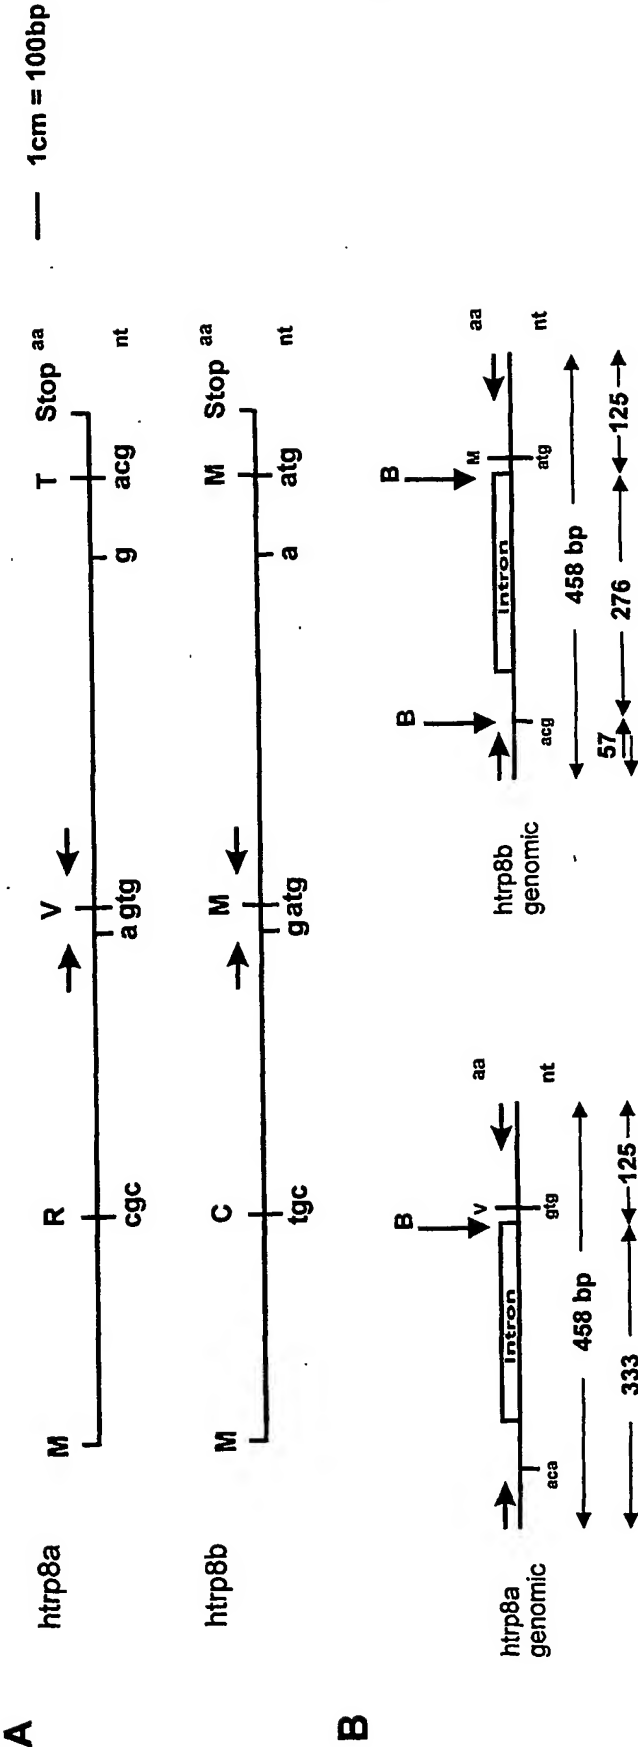 A
1cm = 100bp
htrp8a
M R V T Stop aa
cgc a gtg g acg nt
htrp8b
M C M M Stop aa
tgc g atg a atg nt
B
htrp8a
genomic
B
V aa
Intron
aca gtg nt
458 bp
333 125
htrp8b
genomic
B B
M aa
Intron
acg atg nt
458 bp
57 276 125